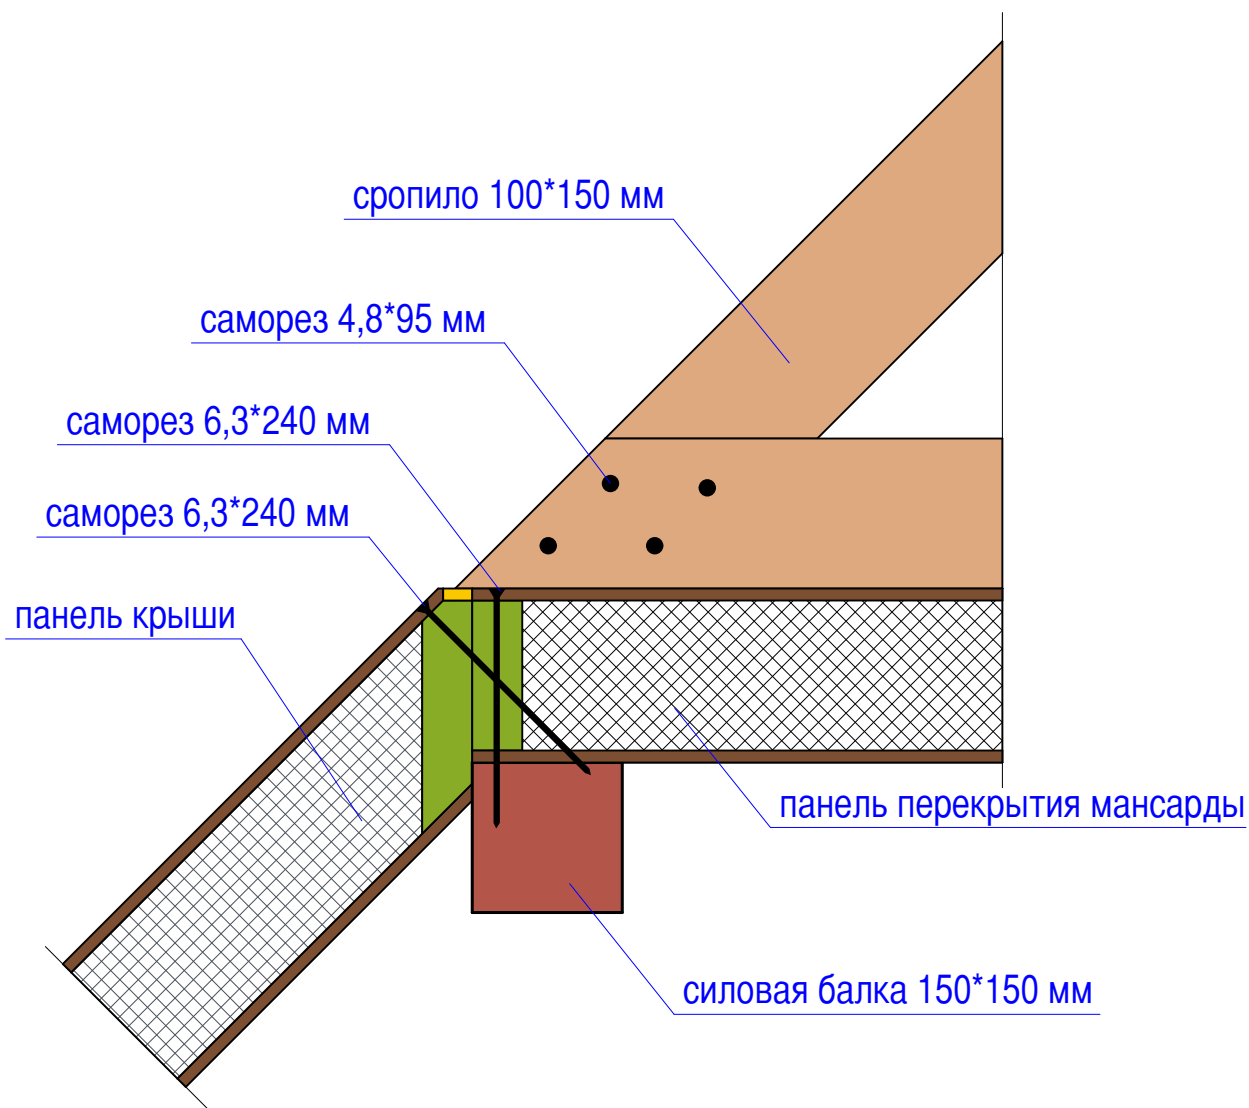 сропило 100*150 мм
саморез 4,8*95 мм
саморез 6,3*240 мм
саморез 6,3*240 мм
панель крыши
панель перекрытия мансарды
силовая балка 150*150 мм